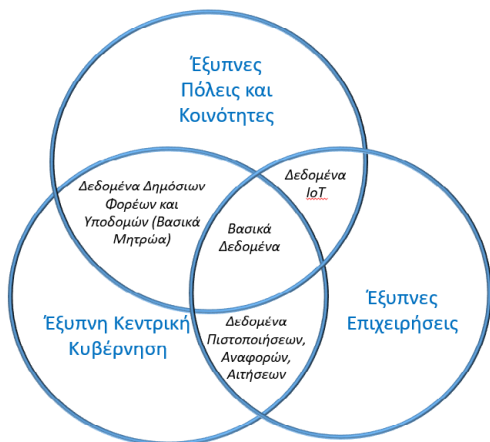 Έξυπνες
Πόλεις και
Κοινότητες
Δεδομένα Δημόσιων
Φορέων και
Υποδομών (Βασικά
Μητρώα)
Δεδομένα
IoT
Βασικά
Δεδομένα
Έξυπνη Κεντρική
Κυβέρνηση
Δεδομένα
Πιστοποιήσεων,
Αναφορών,
Αιτήσεων
Έξυπνες
Επιχειρήσεις